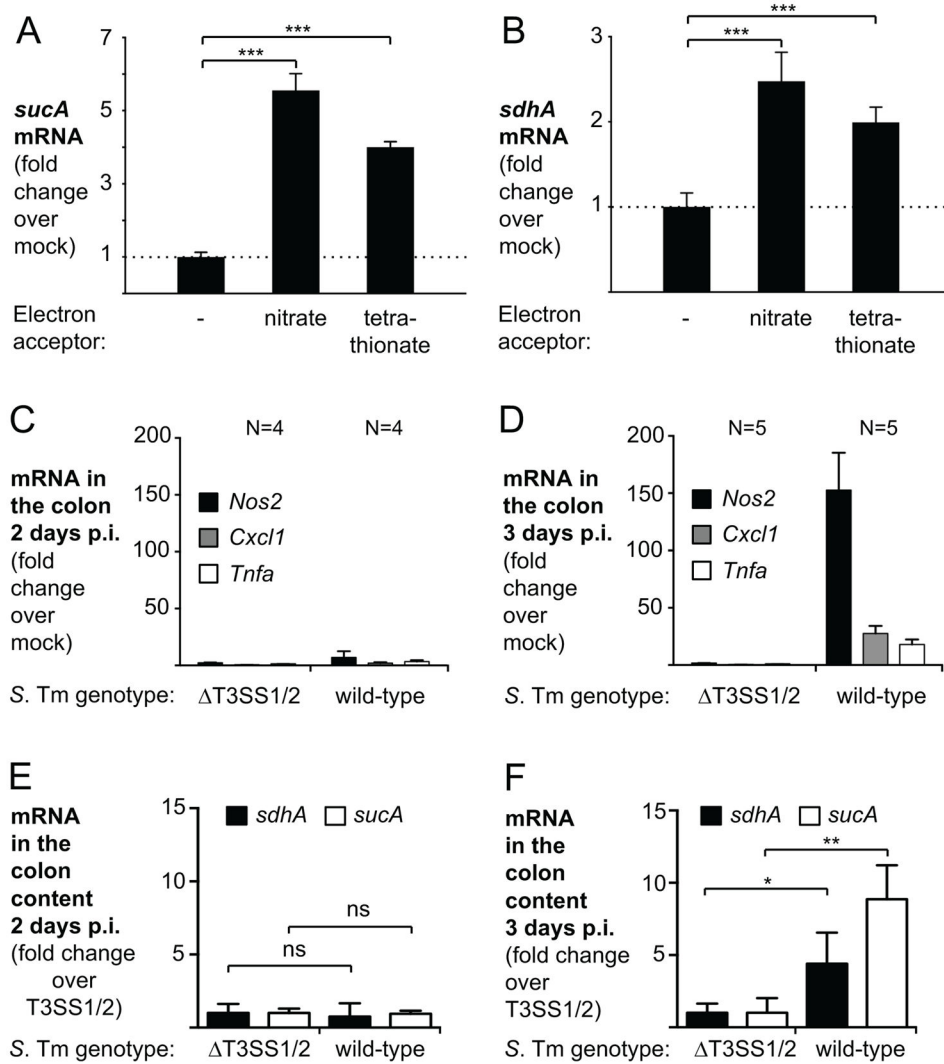 A
7
5
3
1
sucA
mRNA
(fold
change
over
mock)
***
***
Electron
acceptor:
-
nitrate
tetra-
thionate
B
3
2
1
sdhA
mRNA
(fold
change
over
mock)
***
***
Electron
acceptor:
-
nitrate
tetra-
thionate
C
200
150
100
50
mRNA in
the colon
2 days p.i.
(fold
change
over
mock)
N=4
N=4
Nos2
Cxcl1
Tnfa
S. Tm genotype:
ΔT3SS1/2
wild-type
D
200
150
100
50
mRNA in
the colon
3 days p.i.
(fold
change
over
mock)
N=5
N=5
Nos2
Cxcl1
Tnfa
S. Tm genotype:
ΔT3SS1/2
wild-type
E
15
10
5
mRNA
in the
colon
content
2 days p.i.
(fold change
over
T3SS1/2)
sdhA
sucA
ns
ns
S. Tm genotype:
ΔT3SS1/2
wild-type
F
15
10
5
mRNA
in the
colon
content
3 days p.i.
(fold change
over
T3SS1/2)
sdhA
sucA
**
*
S. Tm genotype:
ΔT3SS1/2
wild-type